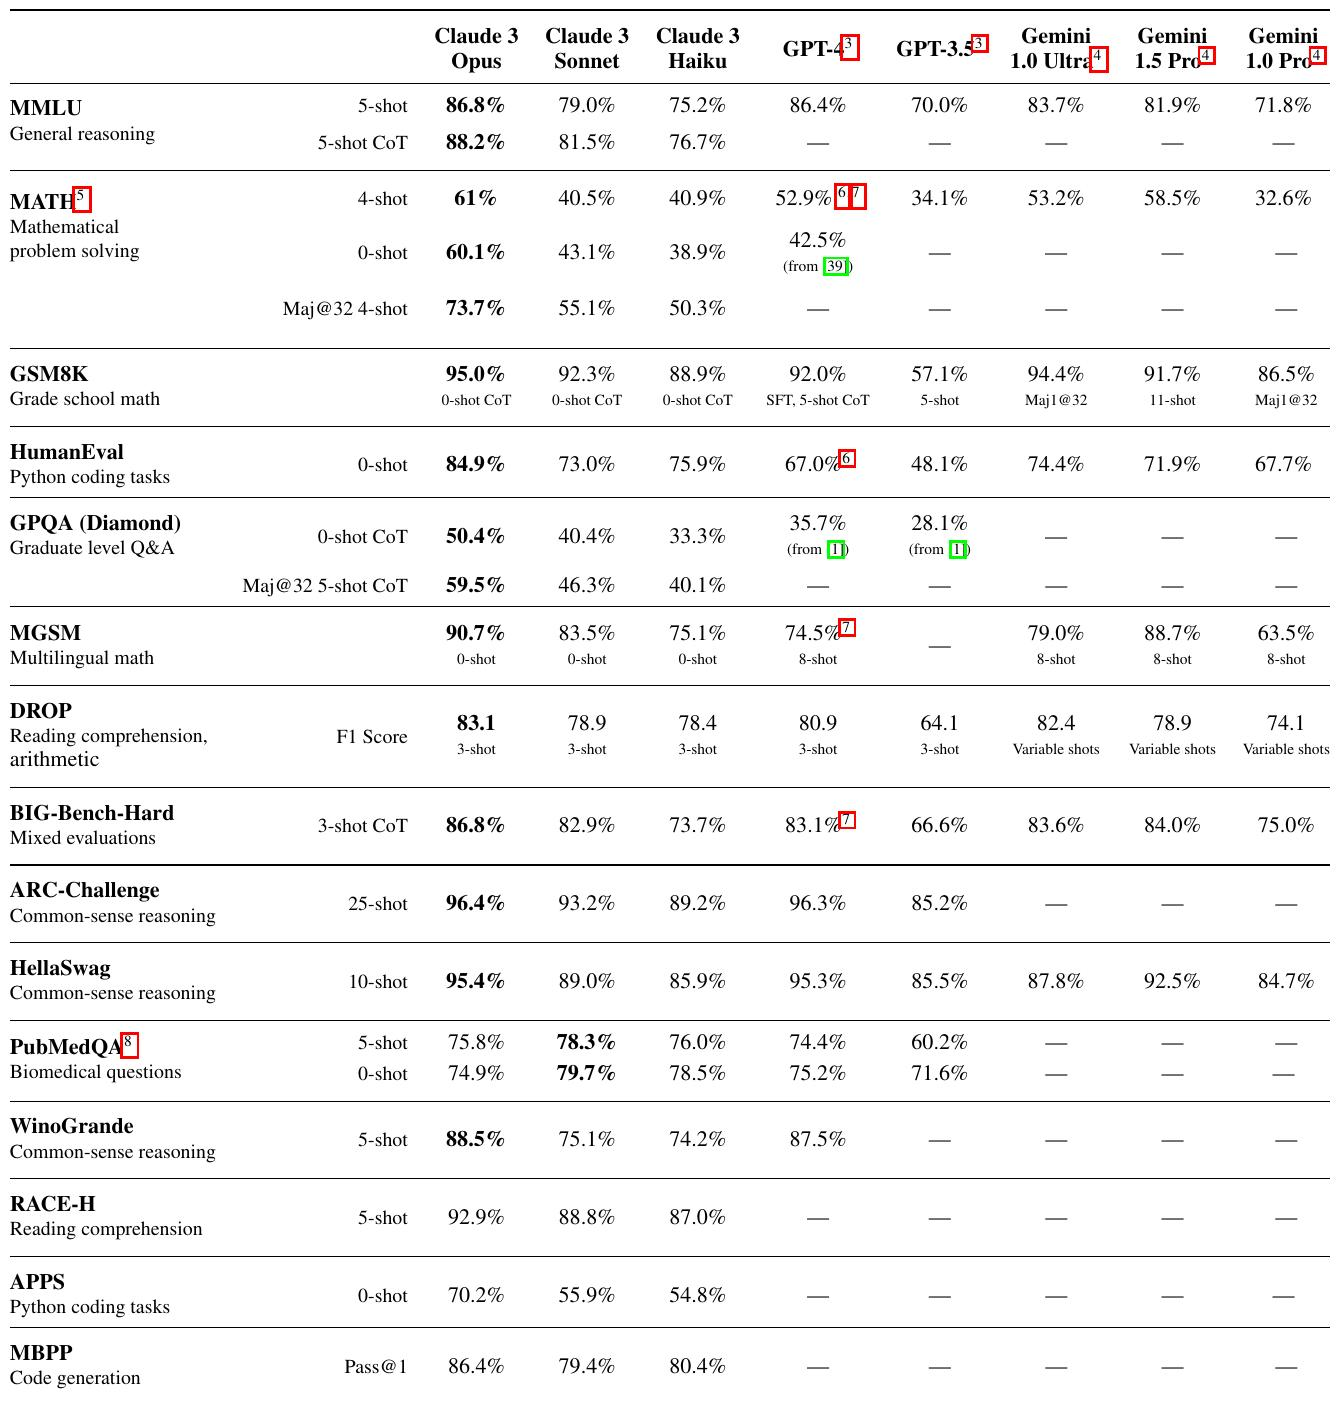 Claude 3 Opus Claude 3 Sonnet Claude 3 Haiku GPT-4³ GPT-3.5³ Gemini 1.0 Ultra⁴ Gemini 1.5 Pro⁴ Gemini 1.0 Pro⁴
MMLU 5-shot 86.8% 79.0% 75.2% 86.4% 70.0% 83.7% 81.9% 71.8%
General reasoning
5-shot CoT 88.2% 81.5% 76.7% — — — — —
MATH⁵ 4-shot 61% 40.5% 40.9% 52.9% ⁶ ⁷ 34.1% 53.2% 58.5% 32.6%
Mathematical
problem solving 0-shot 60.1% 43.1% 38.9% 42.5% — — — —
(from [39])
Maj@32 4-shot 73.7% 55.1% 50.3% — — — — —
GSM8K 95.0% 92.3% 88.9% 92.0% 57.1% 94.4% 91.7% 86.5%
Grade school math 0-shot CoT 0-shot CoT 0-shot CoT SFT, 5-shot CoT 5-shot Maj1@32 11-shot Maj1@32
HumanEval
Python coding tasks 0-shot 84.9% 73.0% 75.9% 67.0%⁶ 48.1% 74.4% 71.9% 67.7%
GPQA (Diamond) 35.7% 28.1%
Graduate level Q&A 0-shot CoT 50.4% 40.4% 33.3% (from [1]) (from [1]) — — —
Maj@32 5-shot CoT 59.5% 46.3% 40.1% — — — — —
MGSM 90.7% 83.5% 75.1% 74.5%⁷ — 79.0% 88.7% 63.5%
Multilingual math 0-shot 0-shot 0-shot 8-shot 8-shot 8-shot 8-shot
DROP
Reading comprehension, F1 Score 83.1 78.9 78.4 80.9 64.1 82.4 78.9 74.1
arithmetic 3-shot 3-shot 3-shot 3-shot 3-shot Variable shots Variable shots Variable shots
BIG-Bench-Hard
Mixed evaluations 3-shot CoT 86.8% 82.9% 73.7% 83.1%⁷ 66.6% 83.6% 84.0% 75.0%
ARC-Challenge
Common-sense reasoning 25-shot 96.4% 93.2% 89.2% 96.3% 85.2% — — —
HellaSwag
Common-sense reasoning 10-shot 95.4% 89.0% 85.9% 95.3% 85.5% 87.8% 92.5% 84.7%
PubMedQA⁸ 5-shot 75.8% 78.3% 76.0% 74.4% 60.2% — — —
Biomedical questions 0-shot 74.9% 79.7% 78.5% 75.2% 71.6% — — —
WinoGrande
Common-sense reasoning 5-shot 88.5% 75.1% 74.2% 87.5% — — — —
RACE-H
Reading comprehension 5-shot 92.9% 88.8% 87.0% — — — — —
APPS
Python coding tasks 0-shot 70.2% 55.9% 54.8% — — — — —
MBPP
Code generation Pass@1 86.4% 79.4% 80.4% — — — — —